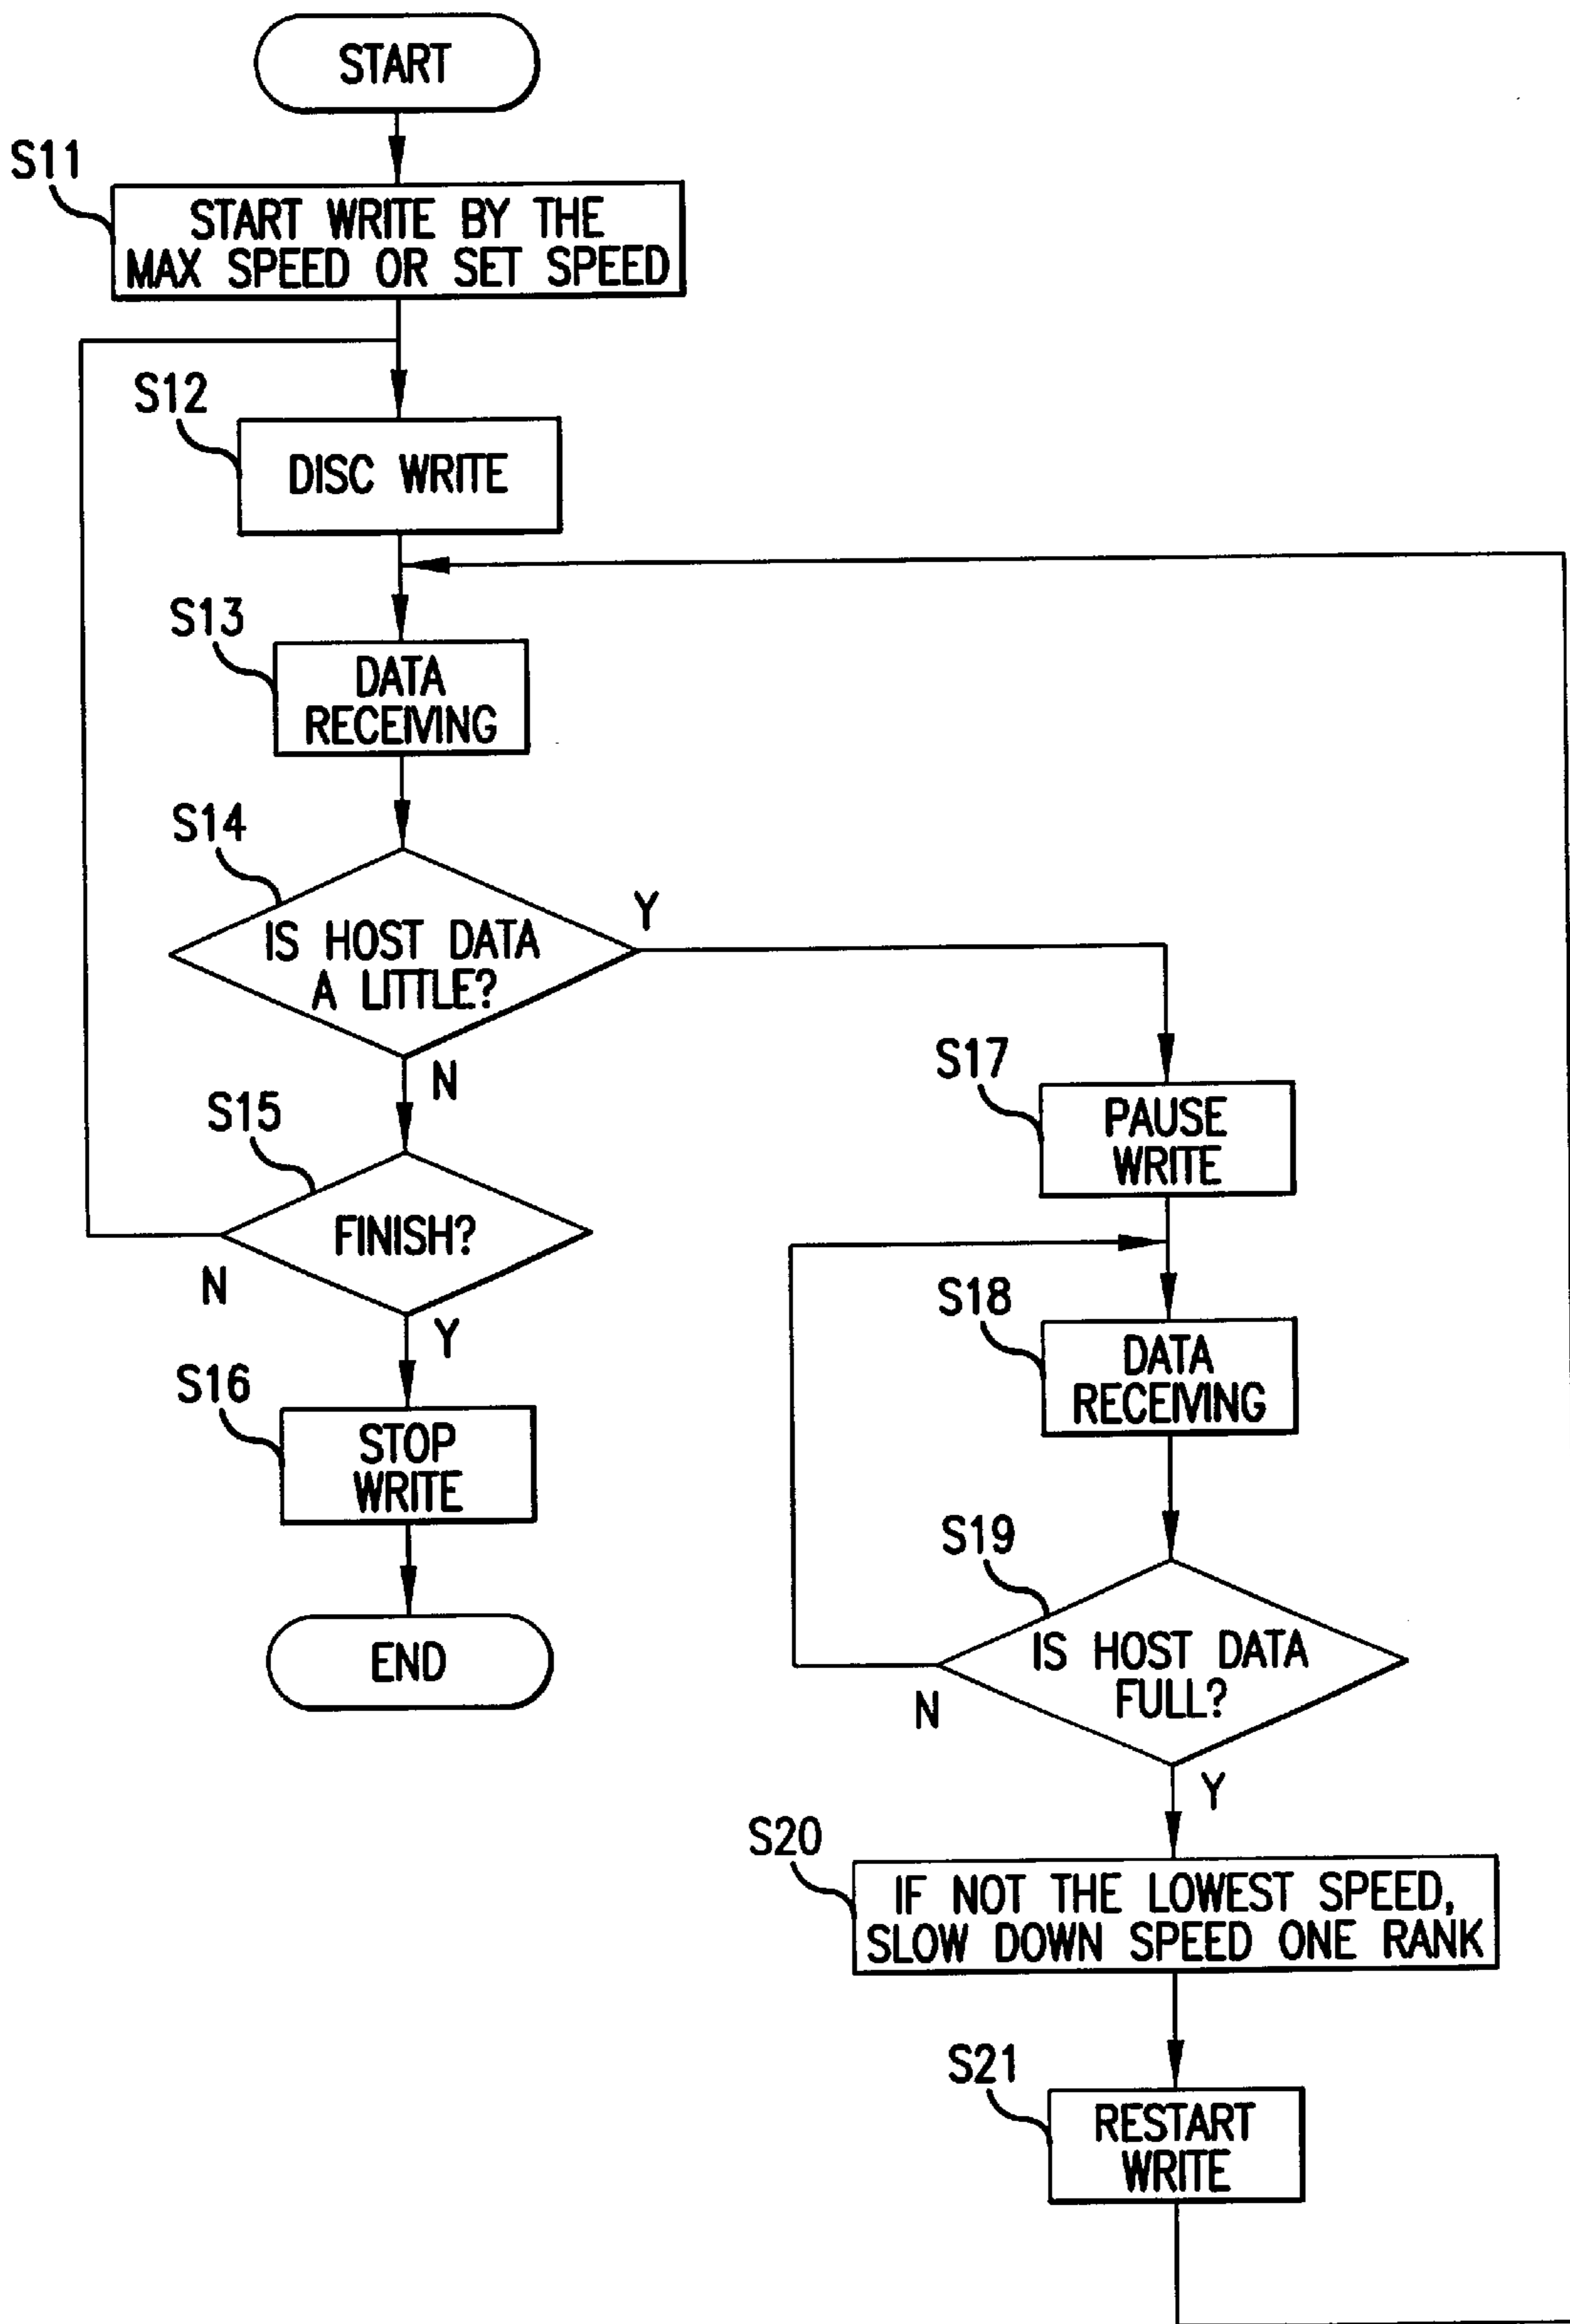 START
S11
START WRITE BY THE
MAX SPEED OR SET SPEED
S12
DISC WRITE
S13
DATA
RECEIVING
S14
IS HOST DATA
A LITTLE?
Y
N
S15
FINISH?
N
Y
S16
STOP
WRITE
END
S17
PAUSE
WRITE
S18
DATA
RECEIVING
S19
IS HOST DATA
FULL?
N
Y
S20
IF NOT THE LOWEST SPEED,
SLOW DOWN SPEED ONE RANK
S21
RESTART
WRITE